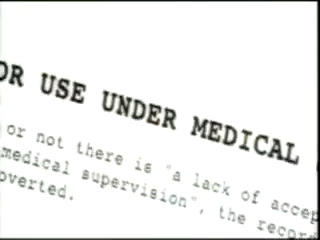 OR USE UNDER MEDICAL
or not there is "a lack of accep
medical supervision", the record
overted.